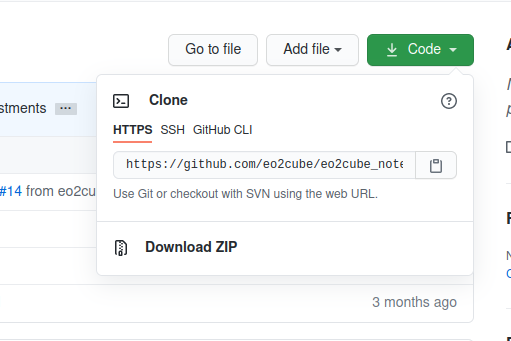 Go to file Add file Code
stments ...
Clone
HTTPS SSH GitHub CLI
https://github.com/eo2cube/eo2cube_note
Use Git or checkout with SVN using the web URL.
#14 from eo2cu
Download ZIP
3 months ago